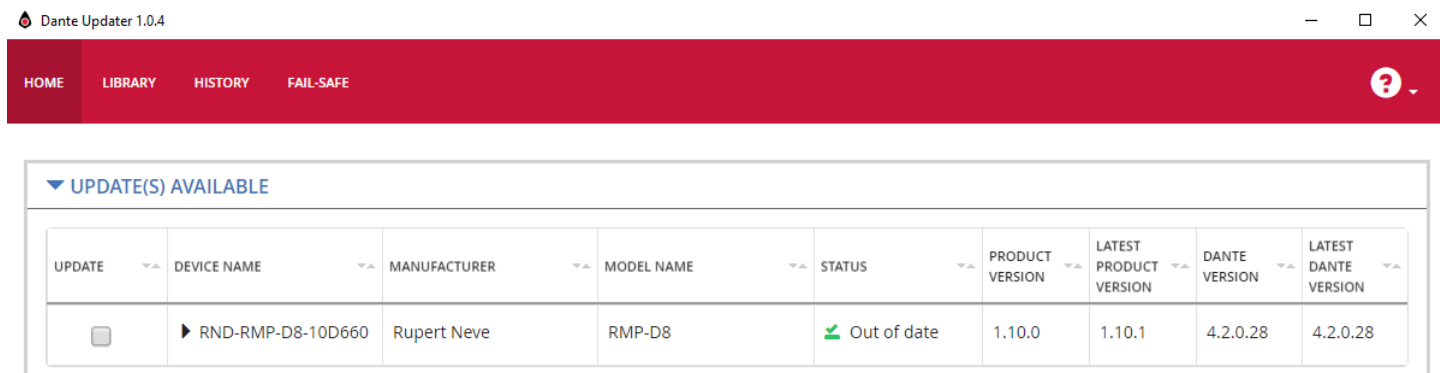 Dante Updater 1.0.4
HOME LIBRARY HISTORY FAIL-SAFE ?
UPDATE(S) AVAILABLE
UPDATE DEVICE NAME MANUFACTURER MODEL NAME STATUS PRODUCT VERSION LATEST PRODUCT VERSION DANTE VERSION LATEST DANTE VERSION
RND-RMP-D8-10D660 Rupert Neve RMP-D8 Out of date 1.10.0 1.10.1 4.2.0.28 4.2.0.28